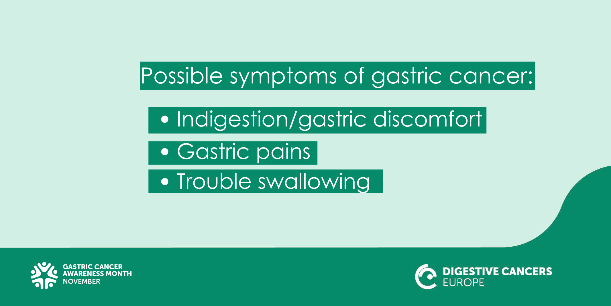 Possible symptoms of gastric cancer:
• Indigestion/gastric discomfort
• Gastric pains
• Trouble swallowing
GASTRIC CANCER
AWARENESS MONTH
NOVEMBER
DIGESTIVE CANCERS
EUROPE